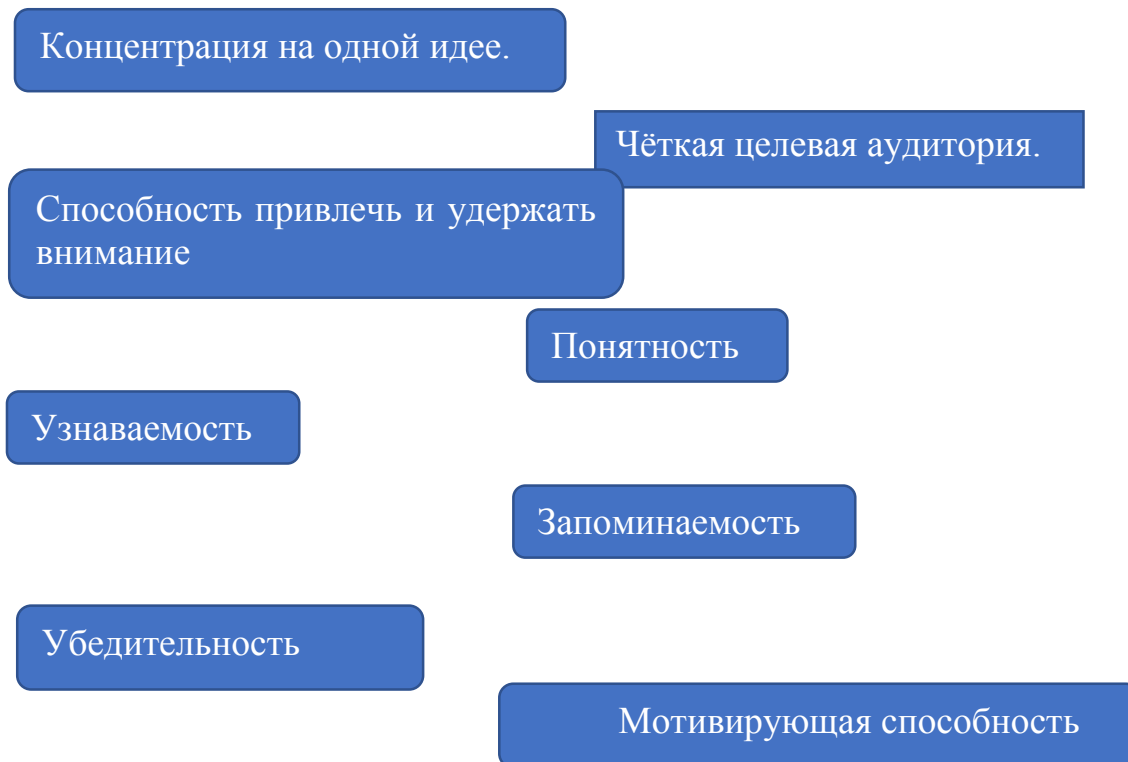 Концентрация на одной идее.
Чёткая целевая аудитория.
Способность привлечь и удержать
внимание
Понятность
Узнаваемость
Запоминаемость
Убедительность
Мотивирующая способность